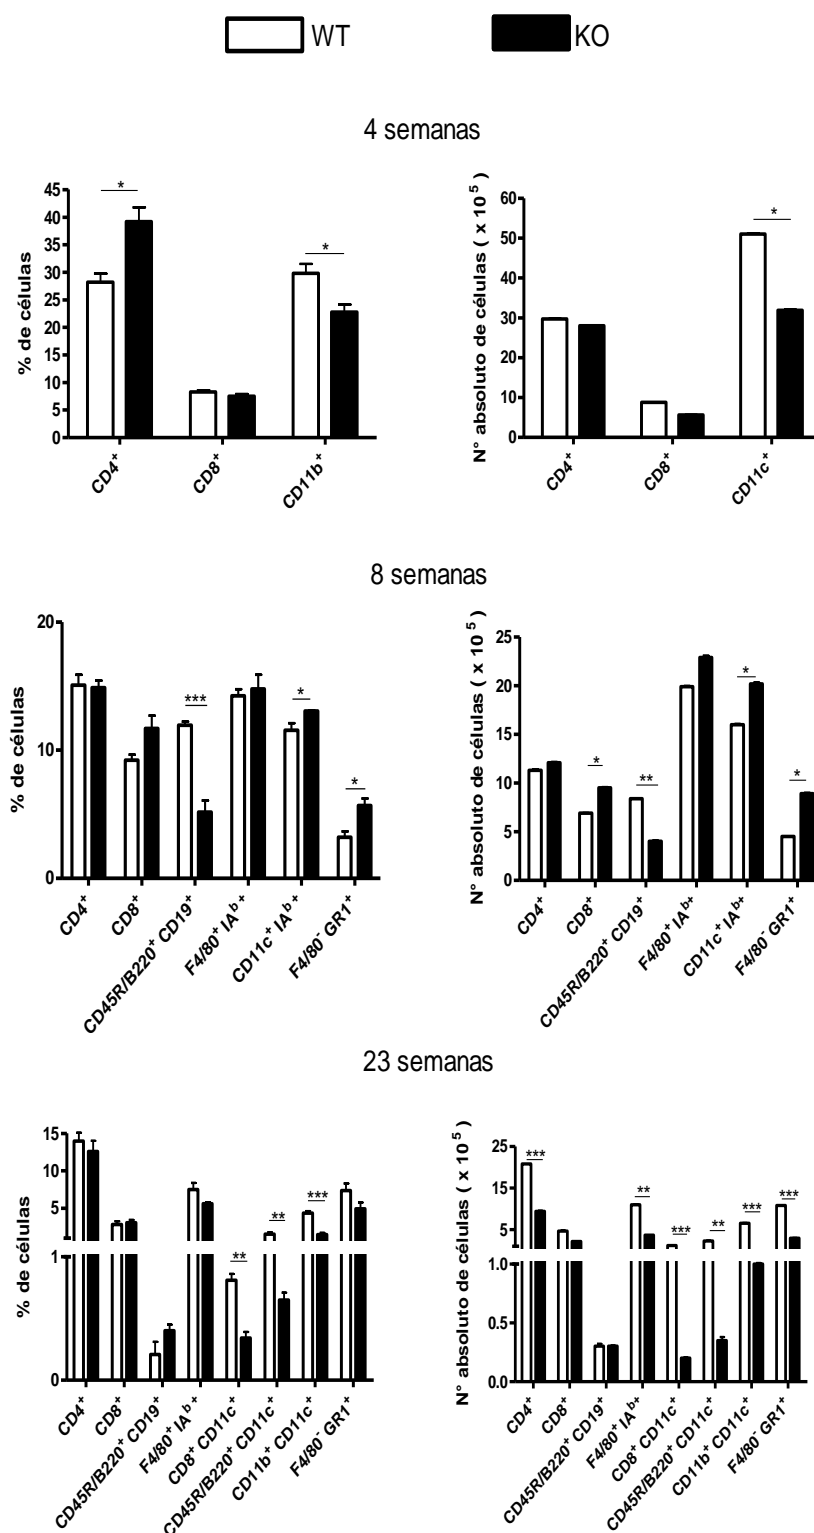 WT KO
4 semanas
% de células
45
40
35
30
25
20
15
10
5
0
* *
CD4+ CD8+ CD11b+
N° absoluto de células ( x 10 5 )
60
50
40
30
20
10
0
*
CD4+ CD8+ CD11c+
8 semanas
% de células
20
10
0
*** * *
CD4+ CD8+ CD45R/B220+ CD19+ F4/80+ IAb+ CD11c+ IAb+ F4/80- GR1+
N° absoluto de células ( x 10 5 )
25
20
15
10
5
0
* ** * *
CD4+ CD8+ CD45R/B220+ CD19+ F4/80+ IAb+ CD11c+ IAb+ F4/80- GR1+
23 semanas
% de células
15
10
5
1
0
** ** ***
CD4+ CD8+ CD45R/B220+ CD19+ F4/80+ IAb+ CD8+ CD11c+ CD45R/B220+ CD11c+ CD11b+ CD11c+ F4/80- GR1+
N° absoluto de células ( x 10 5 )
25
15
5
1.0
0.5
0.0
*** ** *** ** *** ***
CD4+ CD8+ CD45R/B220+ CD19+ F4/80+ IAb+ CD8+ CD11c+ CD45R/B220+ CD11c+ CD11b+ CD11c+ F4/80- GR1+